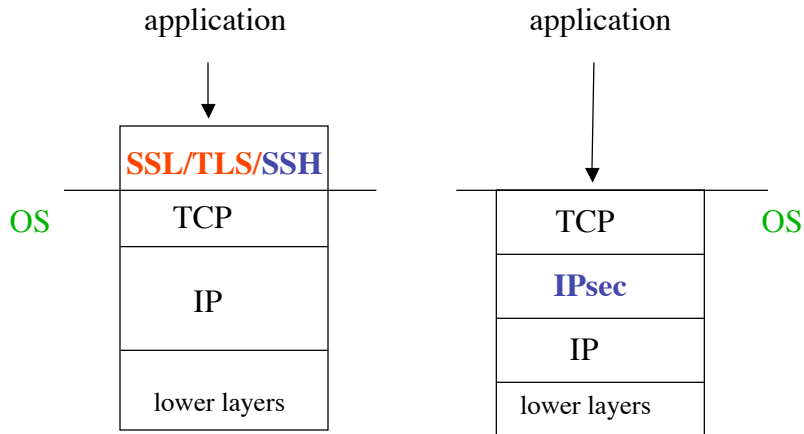 application
SSL/TLS/SSH
OS
TCP
IP
lower layers
application
TCP
OS
IPsec
IP
lower layers